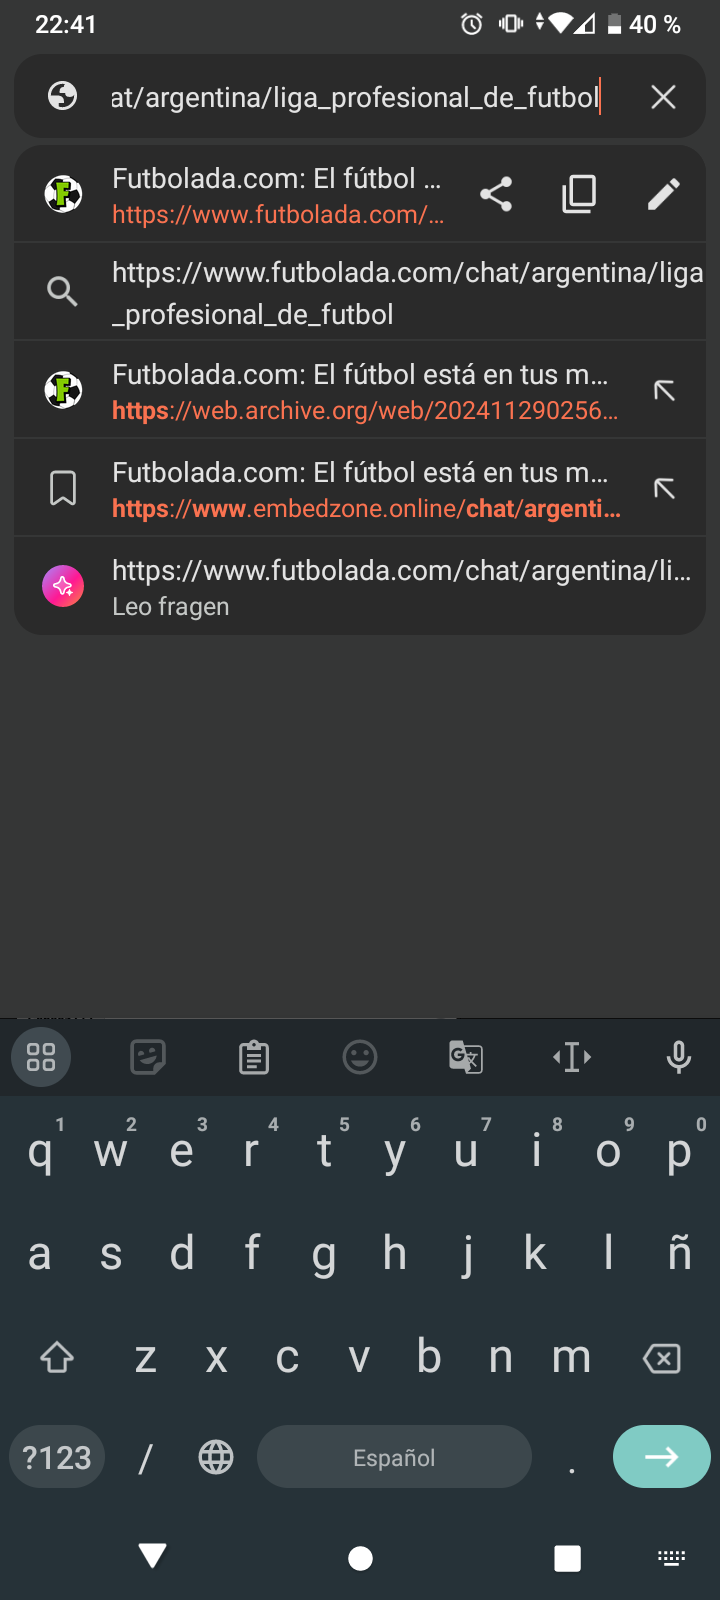 22:41
40 %
at/argentina/liga_profesional_de_futbol
Futbolada.com: El fútbol ...
https://www.futbolada.com/...
https://www.futbolada.com/chat/argentina/liga
_profesional_de_futbol
Futbolada.com: El fútbol está en tus m...
https://web.archive.org/web/202411290256...
Futbolada.com: El fútbol está en tus m...
https://www.embedzone.online/chat/argenti...
https://www.futbolada.com/chat/argentina/li...
Leo fragen
1 2 3 4 5 6 7 8 9 0
q w e r t y u i o p
a s d f g h j k l ñ
z x c v b n m
?123 / Español .